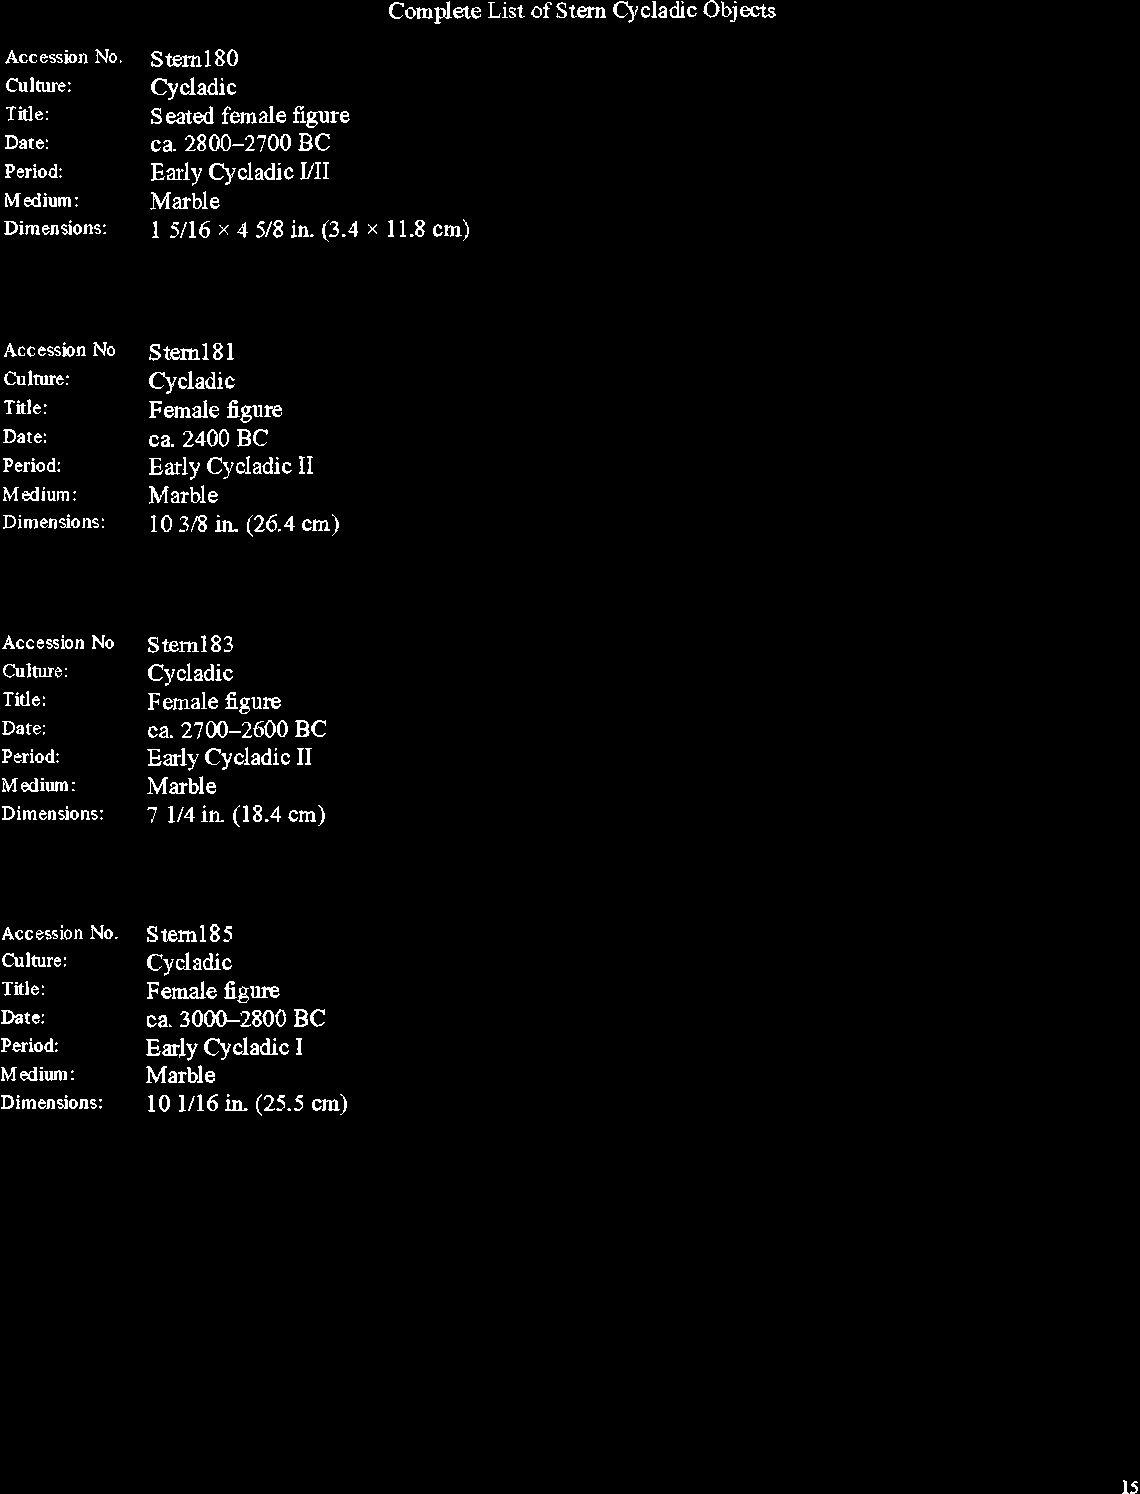 Complete List of Stern Cycladic Objects
Accession No. Stern180
Culture: Cycladic
Title: Seated female figure
Date: ca. 2800–2700 BC
Period: Early Cycladic I/II
Medium: Marble
Dimensions: 1 5/16 × 4 5/8 in. (3.4 × 11.8 cm)
Accession No Stern181
Culture: Cycladic
Title: Female figure
Date: ca. 2400 BC
Period: Early Cycladic II
Medium: Marble
Dimensions: 10 3/8 in. (26.4 cm)
Accession No Stern183
Culture: Cycladic
Title: Female figure
Date: ca. 2700–2600 BC
Period: Early Cycladic II
Medium: Marble
Dimensions: 7 1/4 in. (18.4 cm)
Accession No. Stern185
Culture: Cycladic
Title: Female figure
Date: ca. 3000–2800 BC
Period: Early Cycladic I
Medium: Marble
Dimensions: 10 1/16 in. (25.5 cm)
15